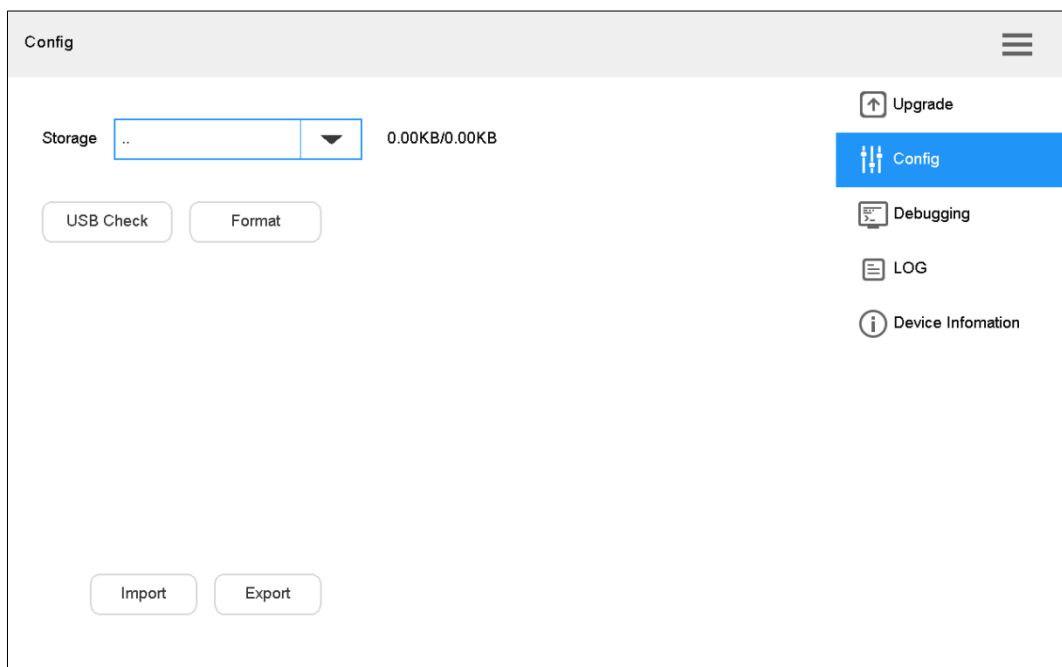 Config
Storage
..
0.00KB/0.00KB
USB Check
Format
Import
Export
Upgrade
Config
Debugging
LOG
Device Infomation